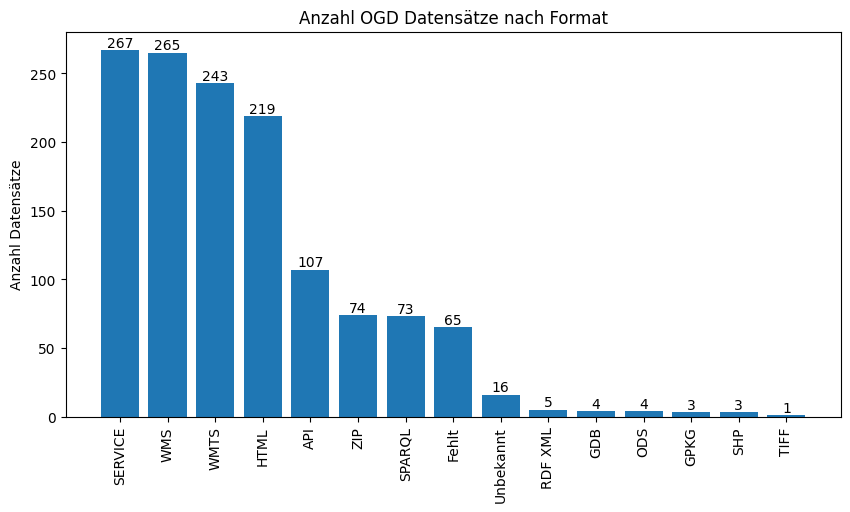 Anzahl OGD Datensätze nach Format
Anzahl Datensätze
250
200
150
100
50
0
267
265
243
219
107
74
73
65
16
5
4
4
3
3
1
SERVICE
WMS
WMTS
HTML
API
ZIP
SPARQL
Fehlt
Unbekannt
RDF XML
GDB
ODS
GPKG
SHP
TIFF